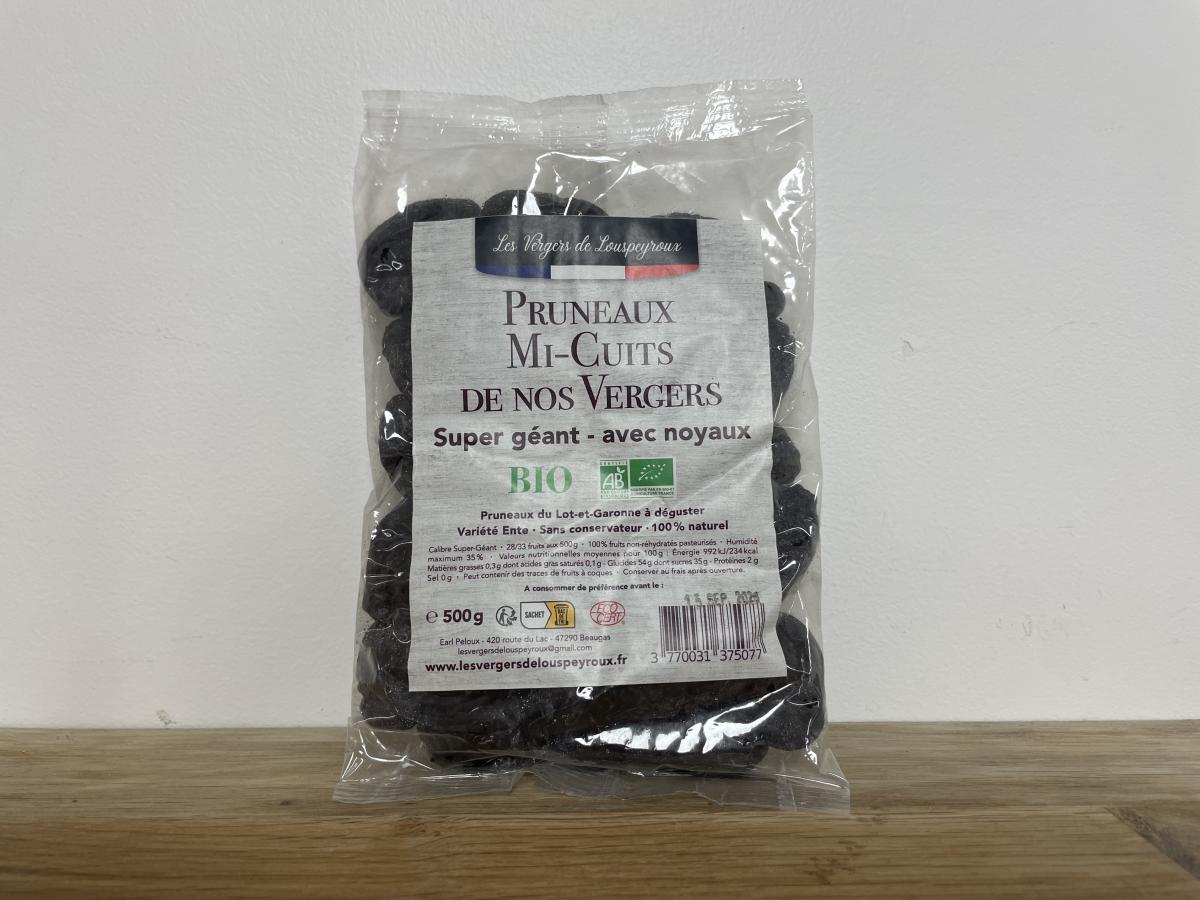 Les Vergers de Louspeyroux
PRUNEAUX
MI-CUITS
DE NOS VERGERS
Super géant - avec noyaux
BIO
AB
Pruneaux du Lot-et-Garonne à déguster
Variété Ente · Sans conservateur · 100% naturel
Calibre Super-Géant · 28/33 fruits aux 500g · 100% fruits non-réhydratés pasteurisés · Humidité
maximum 35% · Valeurs nutritionnelles moyennes pour 100g : Énergie 992kJ/234kcal
Matières grasses 0,3g dont acides gras saturés 0,1g - Glucides 54g dont sucres 35g - Protéines 2g
Sel 0g · Peut contenir des traces de fruits à coques · Conserver au frais après ouverture.
A consommer de préférence avant le :
15 SEP
℮ 500g
SACHET
ECO
CERT
Earl Peloux - 420 route du Lac - 47290 Beaugas
lesvergersdelouspeyroux@gmail.com
www.lesvergersdelouspeyroux.fr
3 770031 375077